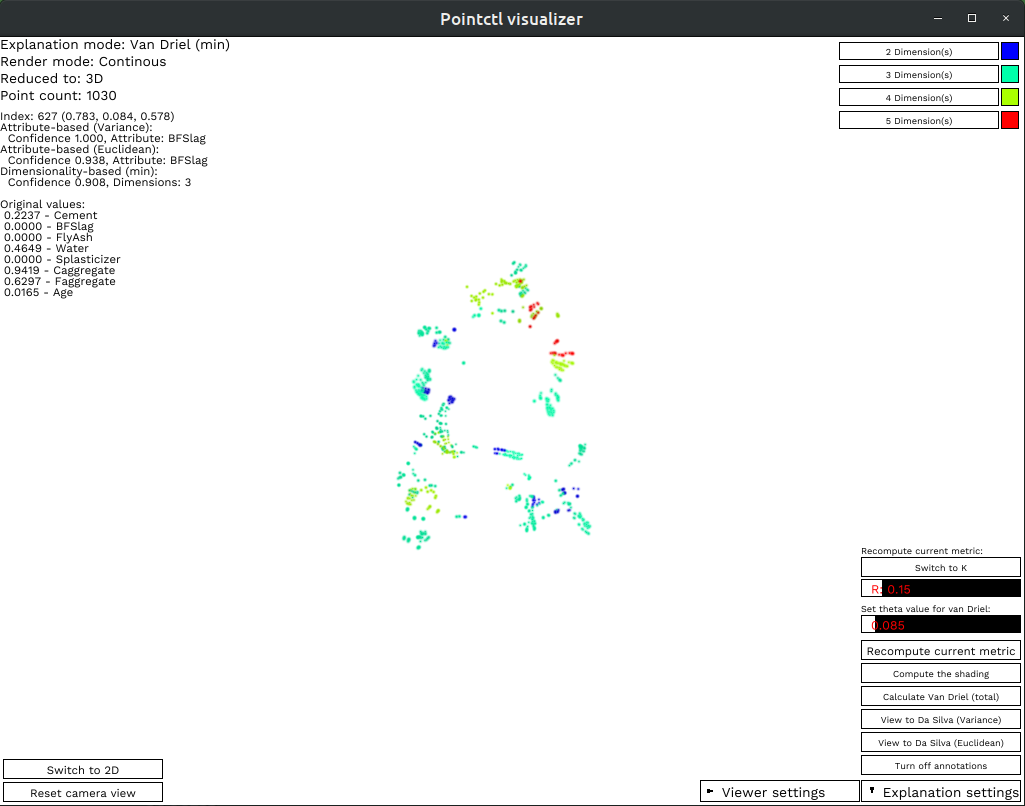 Pointctl visualizer
Explanation mode: Van Driel (min)
Render mode: Continous
Reduced to: 3D
Point count: 1030
Index: 627 (0.783, 0.084, 0.578)
Attribute-based (Variance):
Confidence 1.000, Attribute: BFSlag
Attribute-based (Euclidean):
Confidence 0.938, Attribute: BFSlag
Dimensionality-based (min):
Confidence 0.908, Dimensions: 3
Original values:
0.2237 - Cement
0.0000 - BFSlag
0.0000 - FlyAsh
0.4649 - Water
0.0000 - Splasticizer
0.9419 - Caggregate
0.6297 - Faggregate
0.0165 - Age
2 Dimension(s)
3 Dimension(s)
4 Dimension(s)
5 Dimension(s)
Recompute current metric:
Switch to K
R: 0.15
Set theta value for van Driel:
0.085
Recompute current metric
Compute the shading
Calculate Van Driel (total)
View to Da Silva (Variance)
View to Da Silva (Euclidean)
Turn off annotations
Switch to 2D
Reset camera view
Viewer settings
Explanation settings